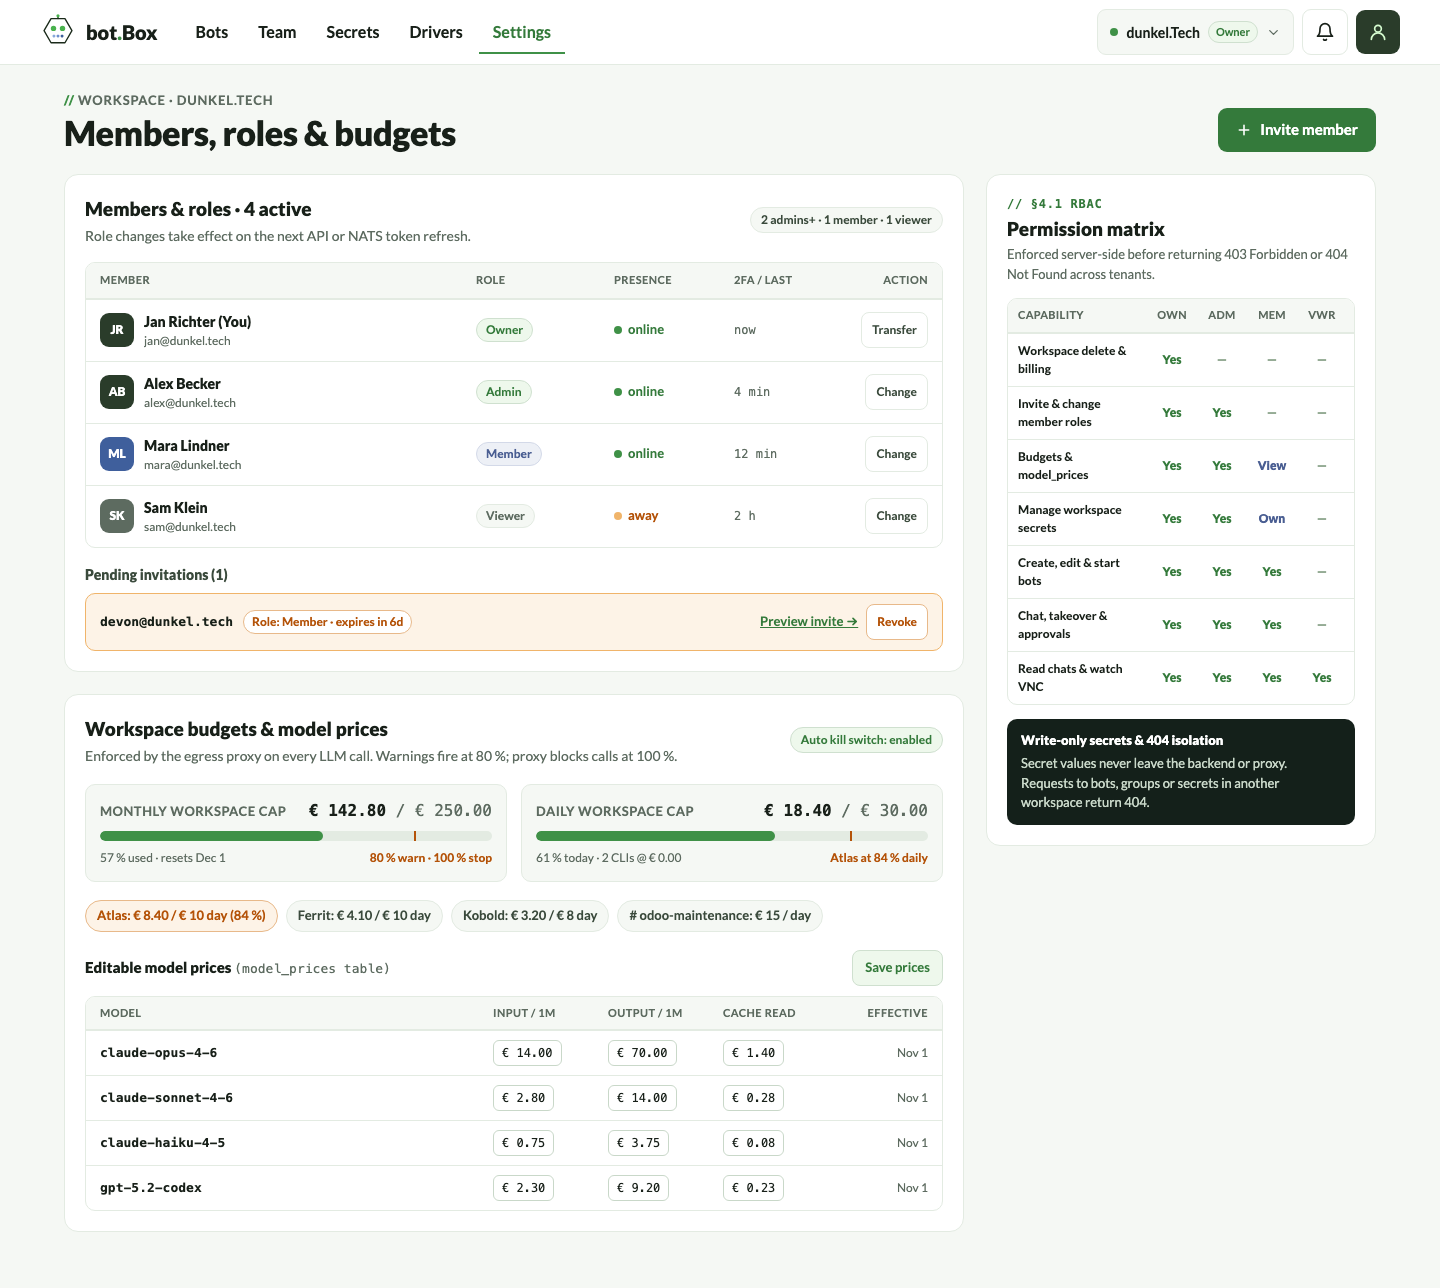 bot.Box
Bots
Team
Secrets
Drivers
Settings
dunkel.Tech
Owner
// WORKSPACE · DUNKEL.TECH
Members, roles & budgets
+ Invite member
Members & roles · 4 active
Role changes take effect on the next API or NATS token refresh.
2 admins+ · 1 member · 1 viewer
MEMBER ROLE PRESENCE 2FA / LAST ACTION
JR
Jan Richter (You)
jan@dunkel.tech
Owner
online
now
Transfer
AB
Alex Becker
alex@dunkel.tech
Admin
online
4 min
Change
ML
Mara Lindner
mara@dunkel.tech
Member
online
12 min
Change
SK
Sam Klein
sam@dunkel.tech
Viewer
away
2 h
Change
Pending invitations (1)
devon@dunkel.tech
Role: Member · expires in 6d
Preview invite →
Revoke
Workspace budgets & model prices
Enforced by the egress proxy on every LLM call. Warnings fire at 80 %; proxy blocks calls at 100 %.
Auto kill switch: enabled
MONTHLY WORKSPACE CAP
€ 142.80 / € 250.00
57 % used · resets Dec 1
80 % warn · 100 % stop
DAILY WORKSPACE CAP
€ 18.40 / € 30.00
61 % today · 2 CLIs @ € 0.00
Atlas at 84 % daily
Atlas: € 8.40 / € 10 day (84 %)
Ferrit: € 4.10 / € 10 day
Kobold: € 3.20 / € 8 day
# odoo-maintenance: € 15 / day
Editable model prices (model_prices table)
Save prices
MODEL INPUT / 1M OUTPUT / 1M CACHE READ EFFECTIVE
claude-opus-4-6 € 14.00 € 70.00 € 1.40 Nov 1
claude-sonnet-4-6 € 2.80 € 14.00 € 0.28 Nov 1
claude-haiku-4-5 € 0.75 € 3.75 € 0.08 Nov 1
gpt-5.2-codex € 2.30 € 9.20 € 0.23 Nov 1
// §4.1 RBAC
Permission matrix
Enforced server-side before returning 403 Forbidden or 404
Not Found across tenants.
CAPABILITY OWN ADM MEM VWR
Workspace delete &
billing
Yes — — —
Invite & change
member roles
Yes Yes — —
Budgets &
model_prices
Yes Yes View —
Manage workspace
secrets
Yes Yes Own —
Create, edit & start
bots
Yes Yes Yes —
Chat, takeover &
approvals
Yes Yes Yes —
Read chats & watch
VNC
Yes Yes Yes Yes
Write-only secrets & 404 isolation
Secret values never leave the backend or proxy.
Requests to bots, groups or secrets in another
workspace return 404.